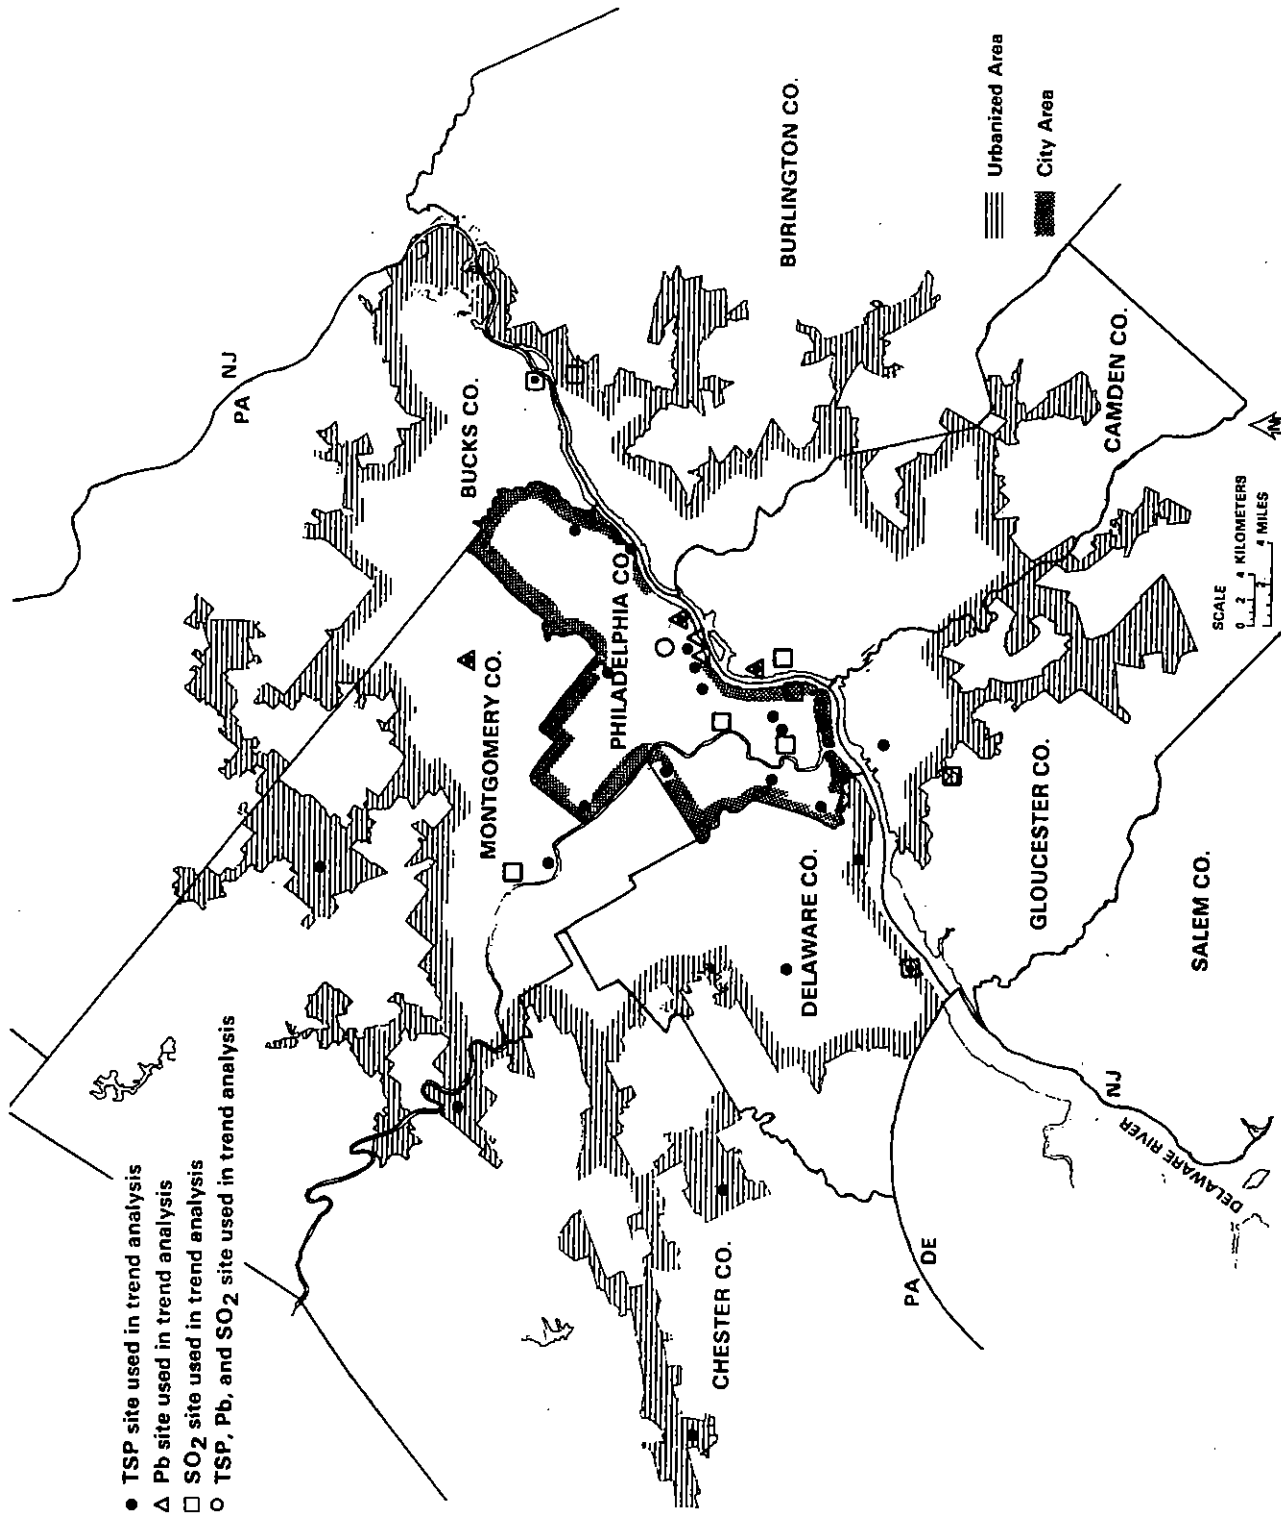 ● TSP site used in trend analysis
△ Pb site used in trend analysis
□ SO2 site used in trend analysis
○ TSP, Pb, and SO2 site used in trend analysis
PA
NJ
BUCKS CO.
MONTGOMERY CO.
PHILADELPHIA CO.
BURLINGTON CO.
CHESTER CO.
DELAWARE CO.
CAMDEN CO.
GLOUCESTER CO.
SALEM CO.
PA
DE
NJ
DELAWARE RIVER
Urbanized Area
City Area
SCALE
0 2 4 KILOMETERS
0 2 4 MILES
N